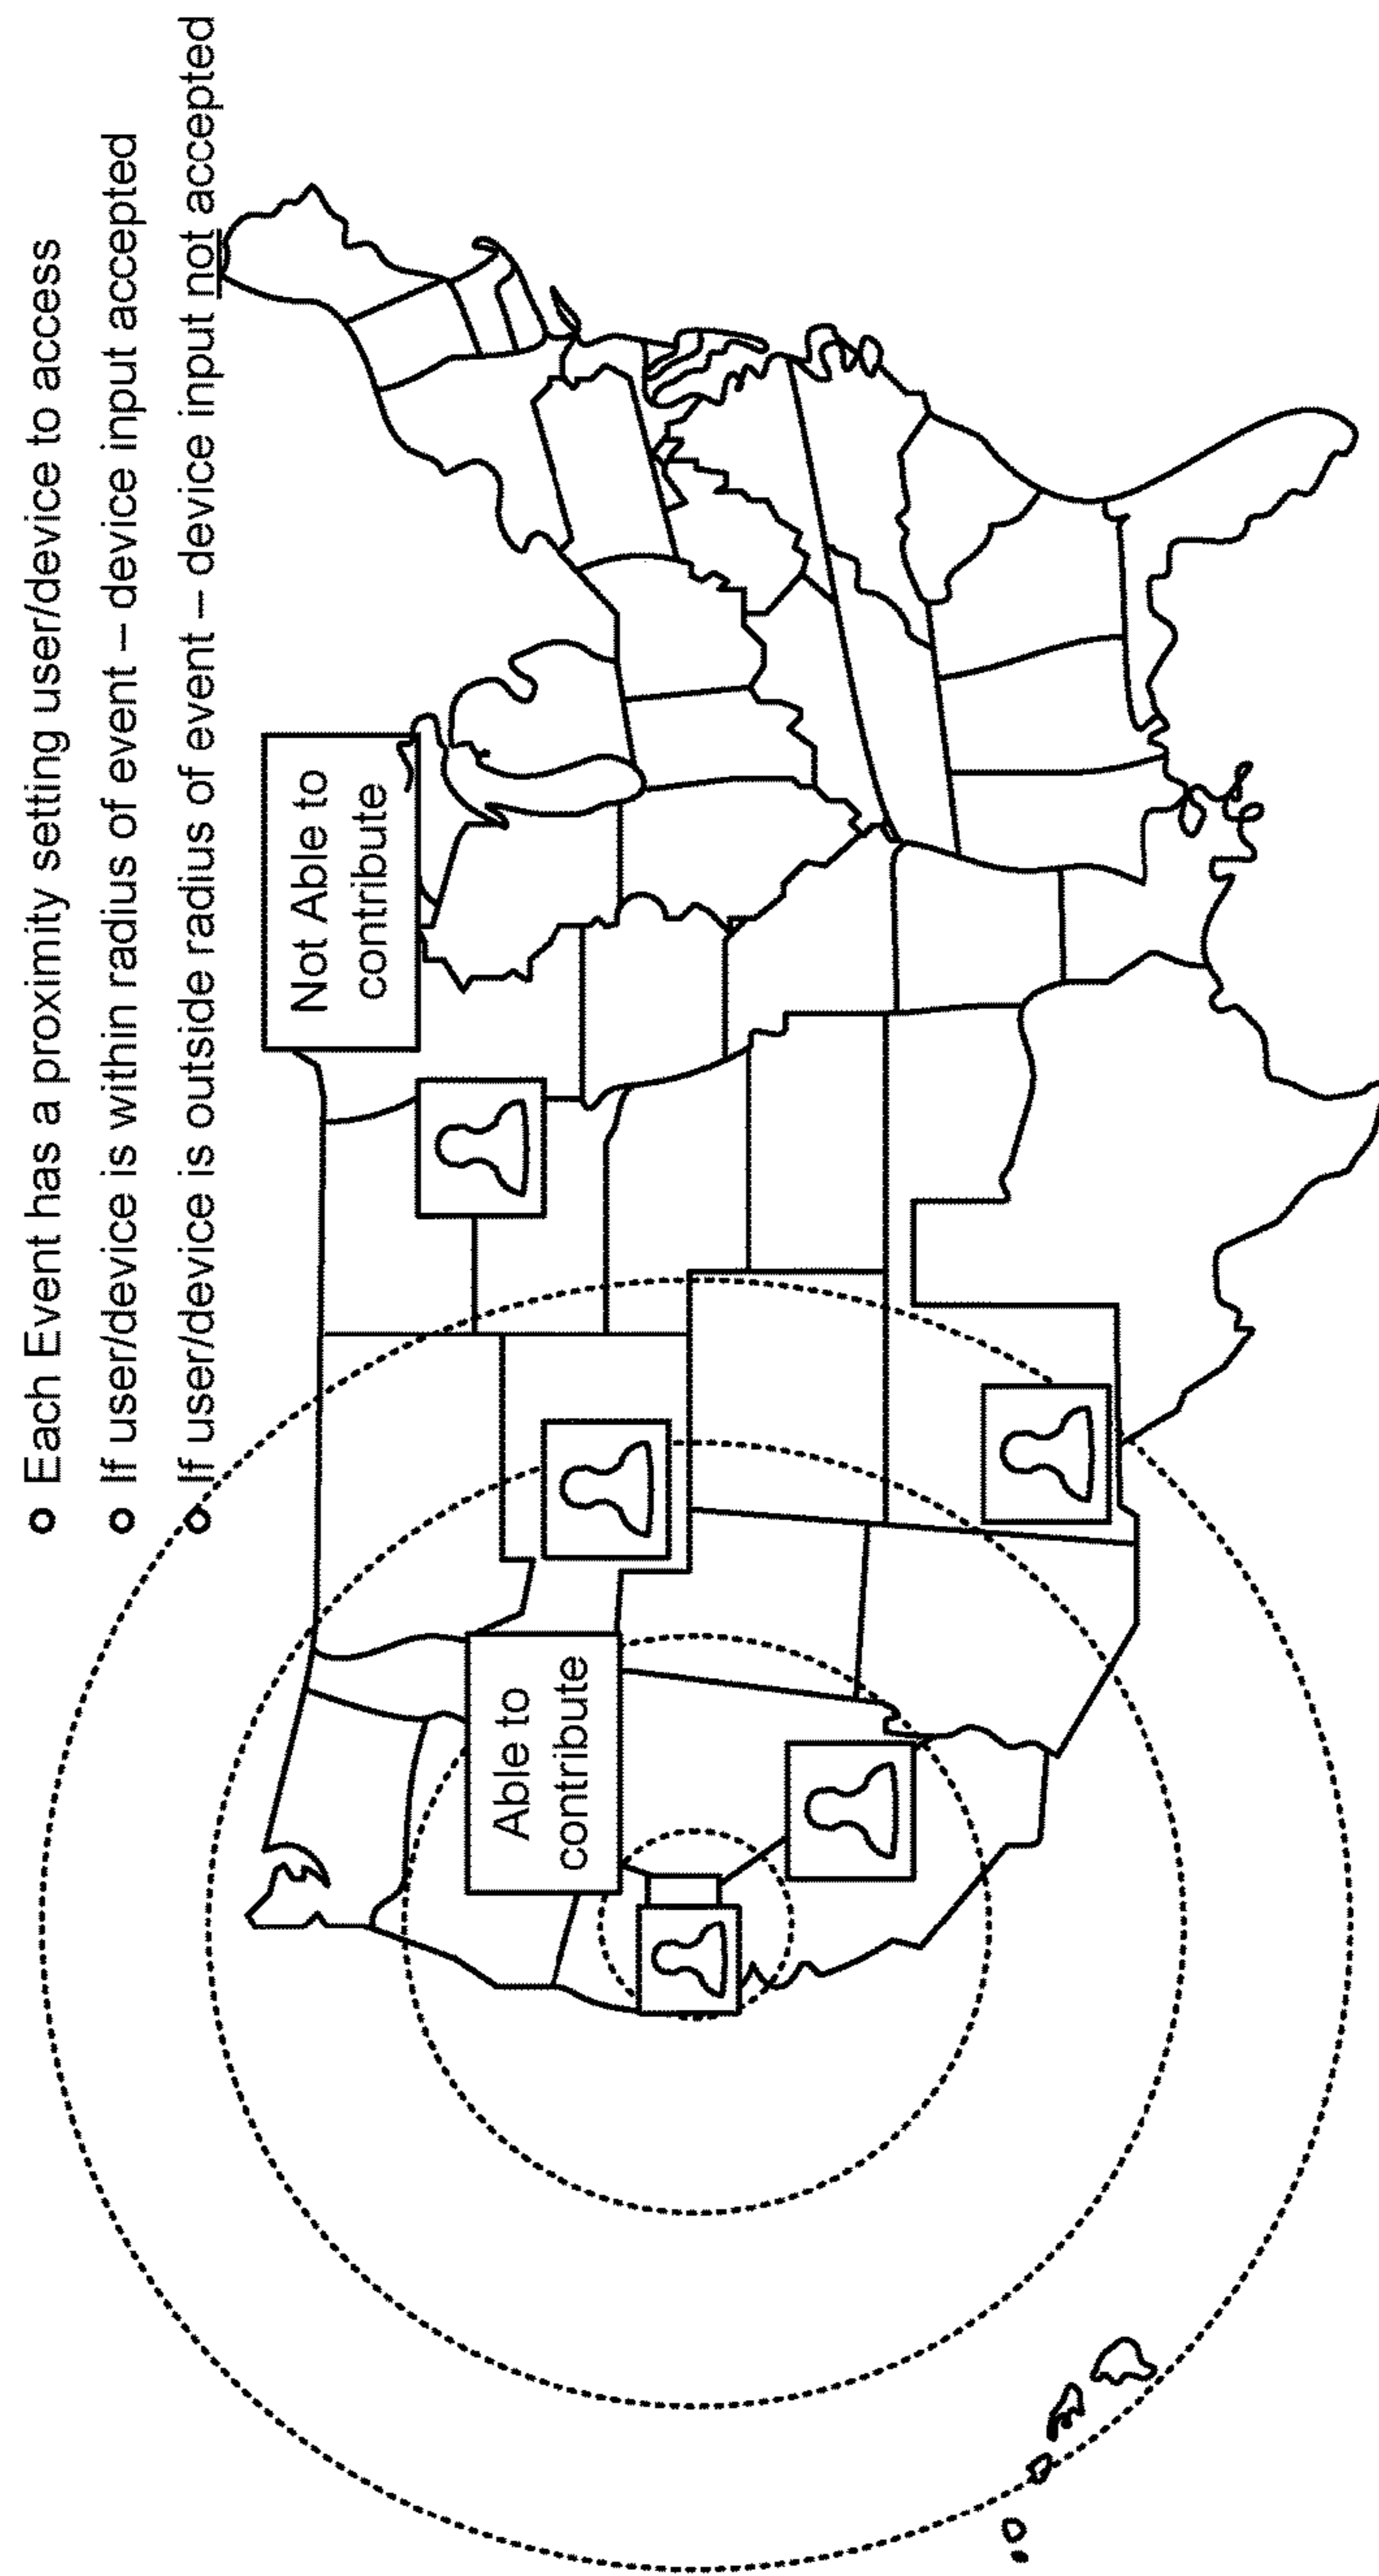 Each Event has a proximity setting user/device to access
If user/device is within radius of event – device input accepted
If user/device is outside radius of event – device input not accepted
Not Able to
contribute
Able to
contribute